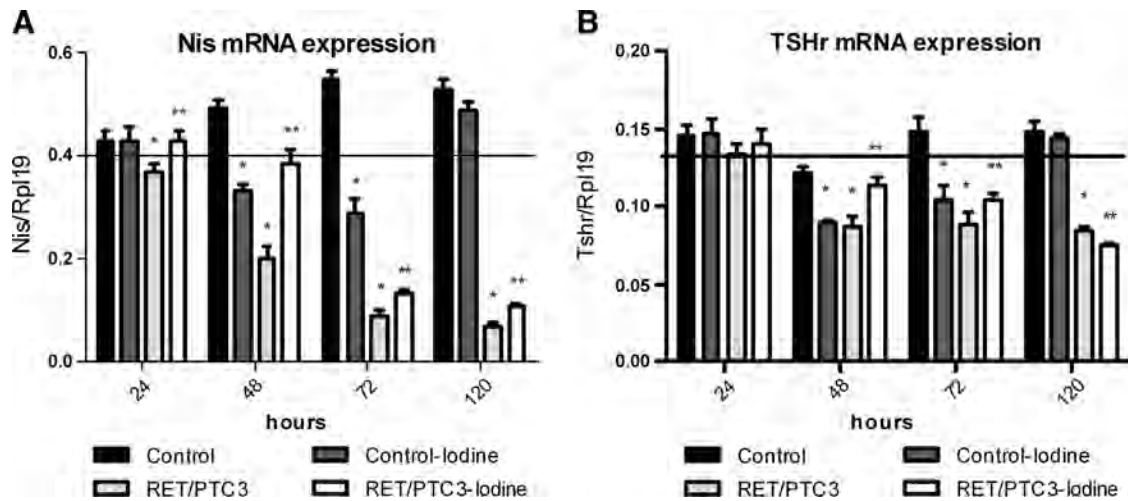 A
Nis mRNA expression
Nis/Rpl19
0.6
0.4
0.2
0.0
* **
* * **
* * **
* **
24 48 72 120
hours
Control Control-Iodine
RET/PTC3 RET/PTC3-Iodine
B
TSHr mRNA expression
Tshr/Rpl19
0,20
0.15
0.10
0.05
0.00
* * **
* * **
* **
24 48 72 120
hours
Control Control-Iodine
RET/PTC3 RET/PTC3-Iodine